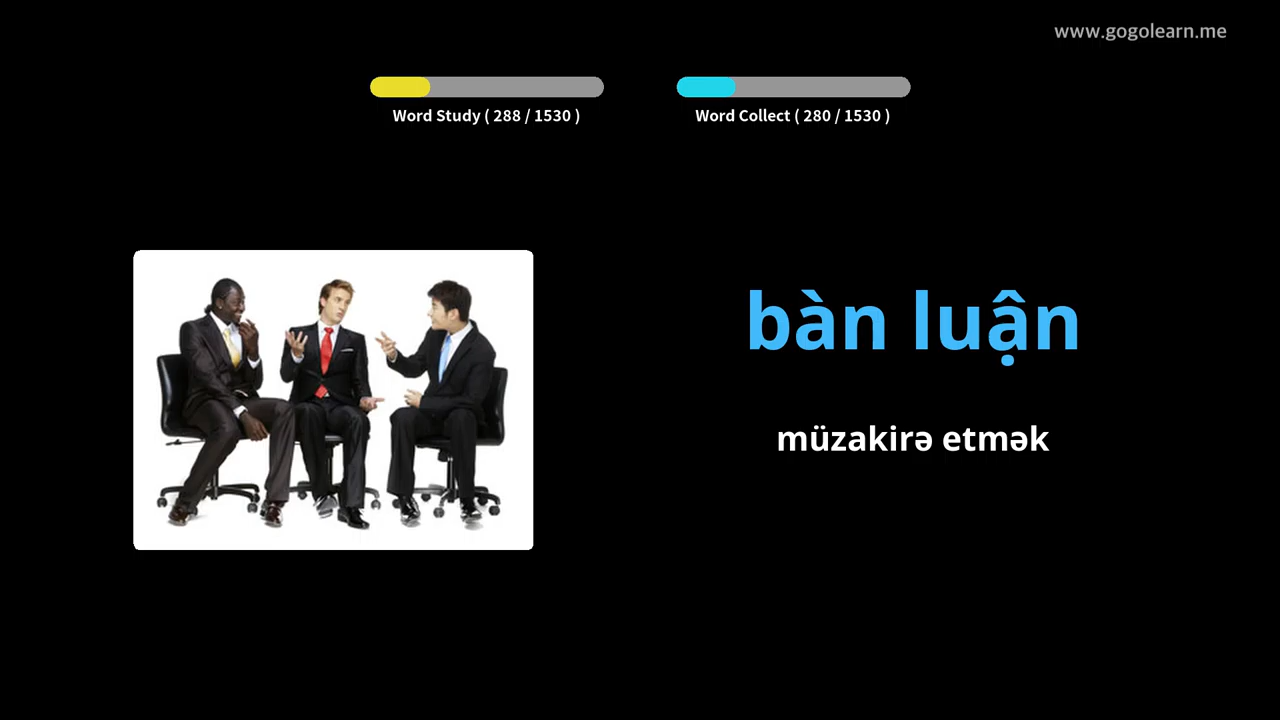 www.gogolearn.me
Word Study ( 288 / 1530 )
Word Collect ( 280 / 1530 )
bàn luận
müzakirə etmək